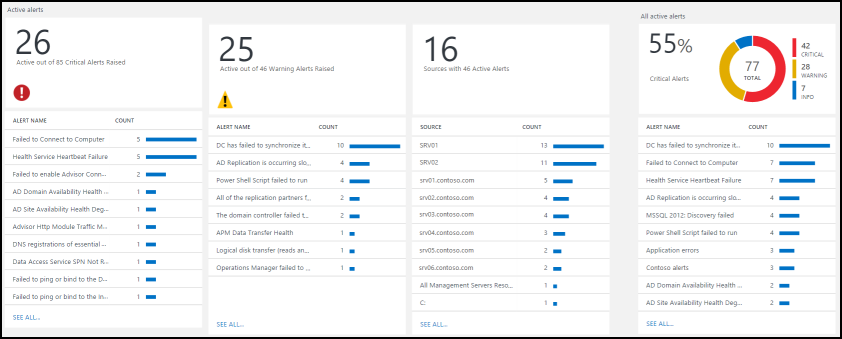 Active alerts
26
Active out of 85 Critical Alerts Raised
ALERT NAME COUNT
Failed to Connect to Computer 5
Health Service Heartbeat Failure 5
Failed to enable Advisor Conn... 2
AD Domain Availability Health ... 1
AD Site Availability Health Deg... 1
Advisor Http Module Traffic M... 1
DNS registrations of essential ... 1
Data Access Service SPN Not R... 1
Failed to ping or bind to the D... 1
Failed to ping or bind to the In... 1
SEE ALL...
25
Active out of 46 Warning Alerts Raised
ALERT NAME COUNT
DC has failed to synchronize it... 10
AD Replication is occurring slo... 4
Power Shell Script failed to run 4
All of the replication partners f... 2
The domain controller failed t... 2
APM Data Transfer Health 1
Logical disk transfer (reads an... 1
Operations Manager failed to ... 1
SEE ALL...
16
Sources with 46 Active Alerts
SOURCE COUNT
SRV01 13
SRV02 11
srv01.contoso.com 5
srv02.contoso.com 4
srv03.contoso.com 4
srv04.contoso.com 3
srv05.contoso.com 2
srv06.contoso.com 2
All Management Servers Reso... 1
C: 1
SEE ALL...
All active alerts
55%
Critical Alerts
77
TOTAL
42
CRITICAL
28
WARNING
7
INFO
ALERT NAME COUNT
DC has failed to synchronize it... 10
Failed to Connect to Computer 7
Health Service Heartbeat Failure 7
AD Replication is occurring slo... 4
MSSQL 2012: Discovery failed 4
Power Shell Script failed to run 4
Application errors 3
Contoso alerts 3
AD Domain Availability Health ... 2
AD Site Availability Health Deg... 2
SEE ALL...